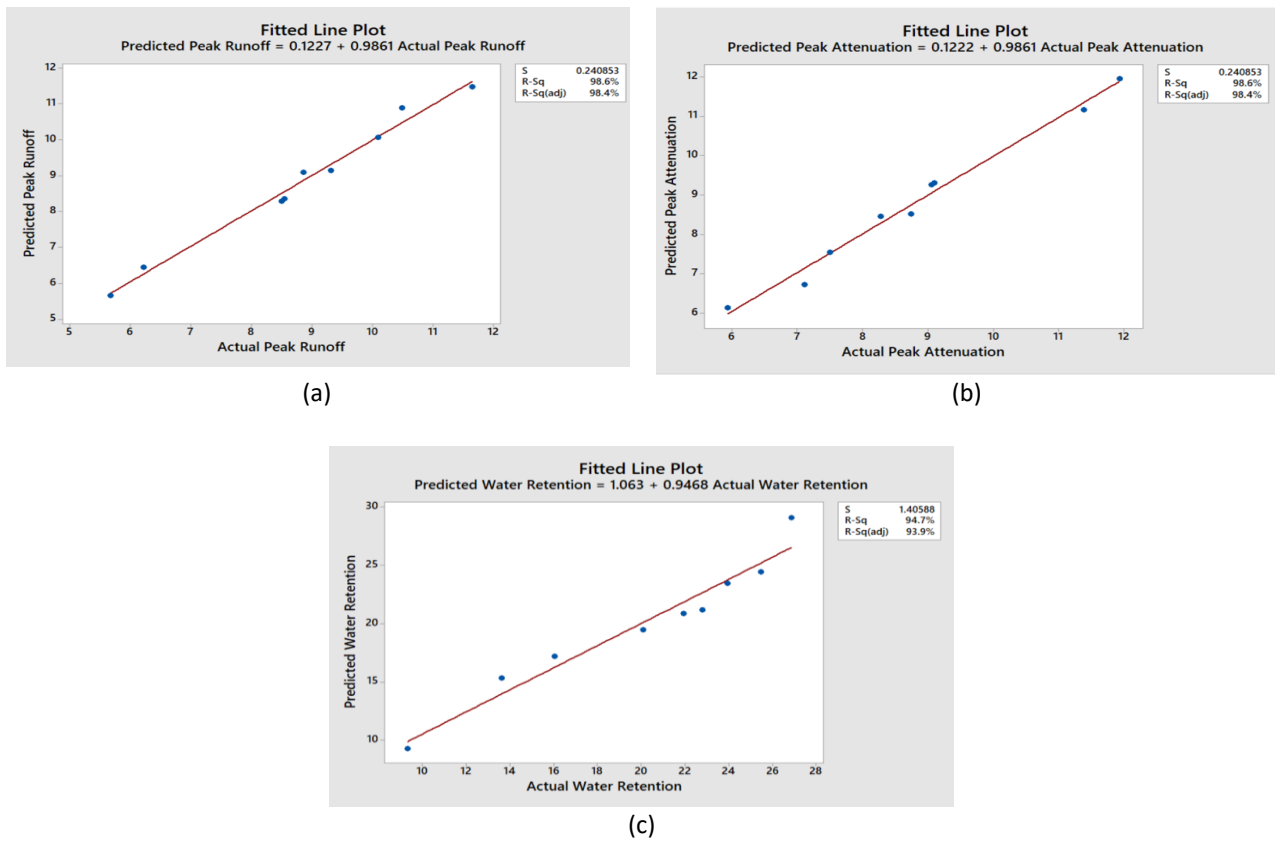 Fitted Line Plot
Predicted Peak Runoff = 0.1227 + 0.9861 Actual Peak Runoff
S 0.240853
R-Sq 98.6%
R-Sq(adj) 98.4%
Predicted Peak Runoff
12
11
10
9
8
7
6
5
5 6 7 8 9 10 11 12
Actual Peak Runoff
(a)
Fitted Line Plot
Predicted Peak Attenuation = 0.1222 + 0.9861 Actual Peak Attenuation
S 0.240853
R-Sq 98.6%
R-Sq(adj) 98.4%
Predicted Peak Attenuation
12
11
10
9
8
7
6
6 7 8 9 10 11 12
Actual Peak Attenuation
(b)
Fitted Line Plot
Predicted Water Retention = 1.063 + 0.9468 Actual Water Retention
S 1.40588
R-Sq 94.7%
R-Sq(adj) 93.9%
Predicted Water Retention
30
25
20
15
10
10 12 14 16 18 20 22 24 26 28
Actual Water Retention
(c)